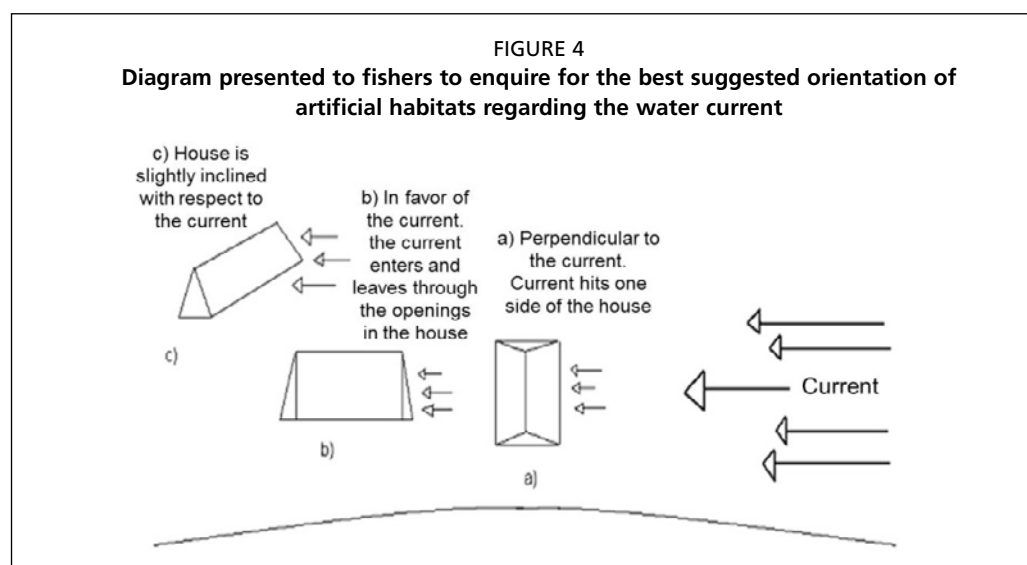 FIGURE 4
Diagram presented to fishers to enquire for the best suggested orientation of
artificial habitats regarding the water current
c) House is
slightly inclined
with respect to
the current
c)
b) In favor of
the current.
the current
enters and
leaves through
the openings
in the house
b)
a) Perpendicular to
the current.
Current hits one
side of the house
a)
Current